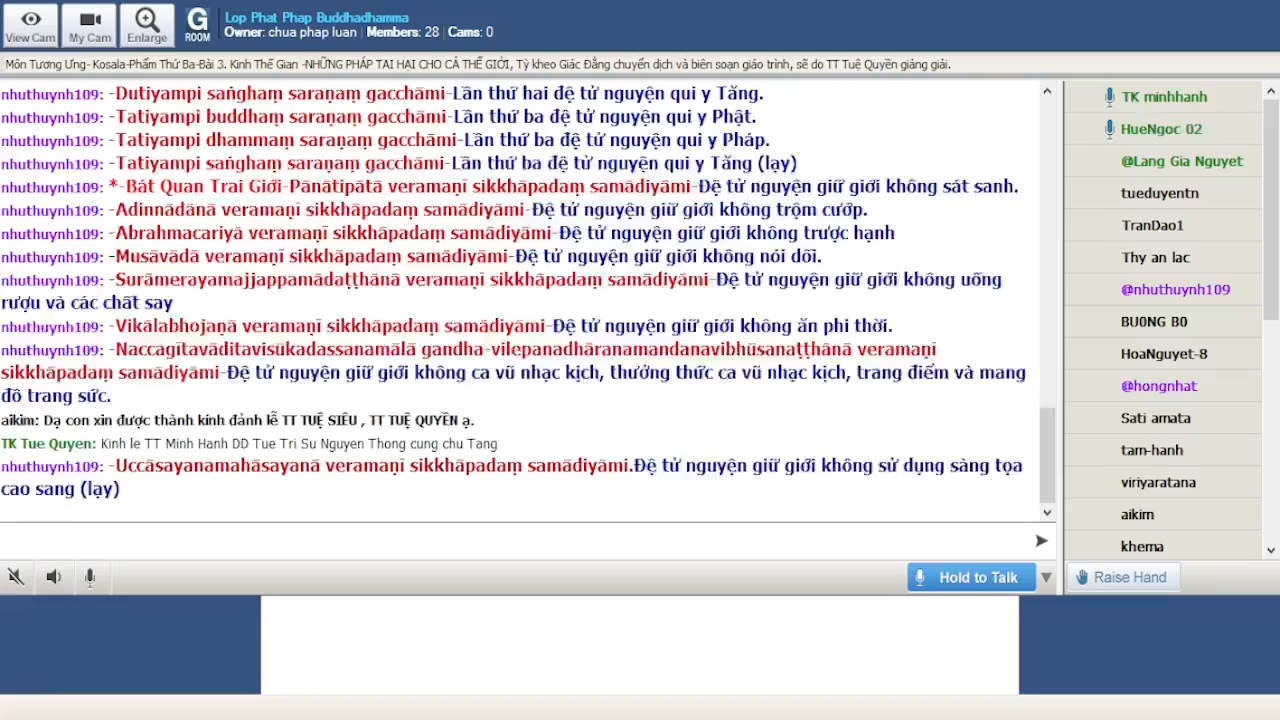 View Cam
My Cam
Enlarge
G
ROOM
Lop Phat Phap Buddhadhamma
Owner: chua phap luan | Members: 28 | Cams: 0
Môn Tương Ưng- Kosala-Phẩm Thứ Ba-Bài 3. Kinh Thế Gian -NHỮNG PHÁP TAI HẠI CHO CẢ THẾ GIỚI, Tỳ kheo Giác Đẳng chuyển dịch và biên soạn giáo trình, sẽ do TT Tuệ Quyền giảng giải.
nhuthuynh109: -Dutiyampi saṅghaṃ saraṇaṃ gacchāmi-Lần thứ hai đệ tử nguyện qui y Tăng.
nhuthuynh109: -Tatiyampi buddhaṃ saraṇaṃ gacchāmi-Lần thứ ba đệ tử nguyện qui y Phật.
nhuthuynh109: -Tatiyampi dhammaṃ saraṇaṃ gacchāmi-Lần thứ ba đệ tử nguyện qui y Pháp.
nhuthuynh109: -Tatiyampi saṅghaṃ saraṇaṃ gacchāmi-Lần thứ ba đệ tử nguyện qui y Tăng (lạy)
nhuthuynh109: *-Bát Quan Trai Giới-Pānātipātā veramaṇī sikkhāpadaṃ samādiyāmi-Đệ tử nguyện giữ giới không sát sanh.
nhuthuynh109: -Adinnādānā veramaṇī sikkhāpadaṃ samādiyāmi-Đệ tử nguyện giữ giới không trộm cướp.
nhuthuynh109: -Abrahmacariyā veramaṇī sikkhāpadaṃ samādiyāmi-Đệ tử nguyện giữ giới không trược hạnh
nhuthuynh109: -Musāvādā veramaṇī sikkhāpadaṃ samādiyāmi-Đệ tử nguyện giữ giới không nói dối.
nhuthuynh109: -Surāmerayamajjappamādaṭṭhānā veramaṇī sikkhāpadaṃ samādiyāmi-Đệ tử nguyện giữ giới không uống
rượu và các chất say
nhuthuynh109: -Vikālabhojaṇā veramaṇī sikkhāpadaṃ samādiyāmi-Đệ tử nguyện giữ giới không ăn phi thời.
nhuthuynh109: -Naccagītavāditavisūkadassanamālā gandha-vilepanadhāranamandanavibhūsanaṭṭhānā veramaṇī
sikkhāpadaṃ samādiyāmi-Đệ tử nguyện giữ giới không ca vũ nhạc kịch, thưởng thức ca vũ nhạc kịch, trang điểm và mang
đồ trang sức.
aikim: Dạ con xin được thành kính đảnh lễ TT TUỆ SIÊU , TT TUỆ QUYỀN ạ.
TK Tue Quyen: Kinh le TT Minh Hanh DD Tue Tri Su Nguyen Thong cung chu Tang
nhuthuynh109: -Uccāsayanamahāsayanā veramaṇī sikkhāpadaṃ samādiyāmi.Đệ tử nguyện giữ giới không sử dụng sàng tọa
cao sang (lạy)
TK minhhanh
HueNgoc 02
@Lang Gia Nguyet
tueduyentn
TranDao1
Thy an lac
@nhuthuynh109
BU0NG B0
HoaNguyet-8
@hongnhat
Sati amata
tam-hanh
viriyaratana
aikim
khema
Hold to Talk
Raise Hand